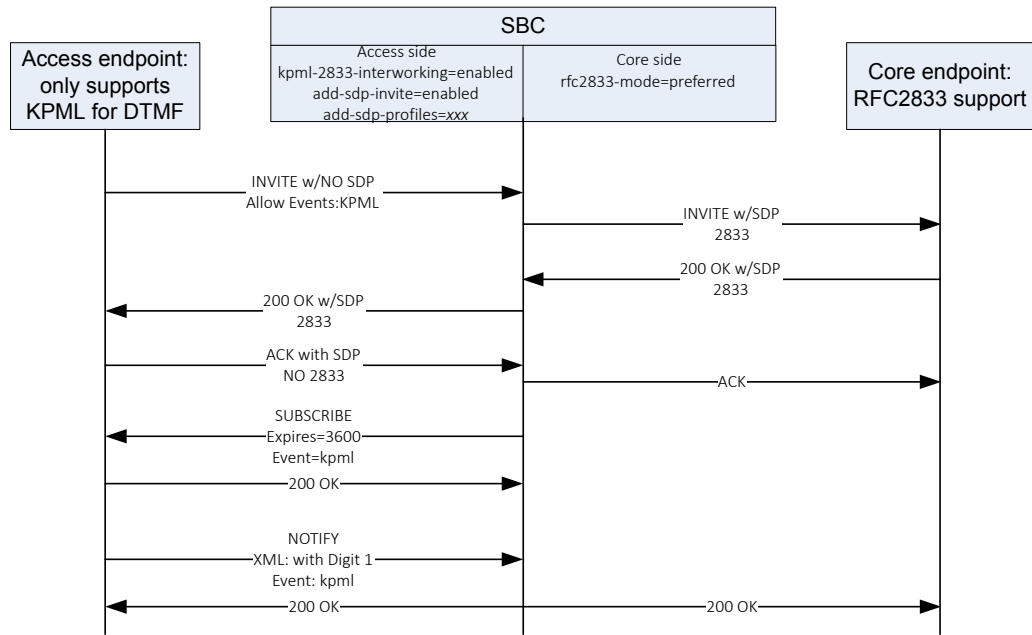 SBC
Access endpoint:
only supports
KPML for DTMF
Access side
kpml-2833-interworking=enabled
add-sdp-invite=enabled
add-sdp-profiles=xxx
Core side
rfc2833-mode=preferred
Core endpoint:
RFC2833 support
INVITE w/NO SDP
Allow Events:KPML
INVITE w/SDP
2833
200 OK w/SDP
2833
200 OK w/SDP
2833
ACK with SDP
NO 2833
ACK
SUBSCRIBE
Expires=3600
Event=kpml
200 OK
NOTIFY
XML: with Digit 1
Event: kpml
200 OK
200 OK